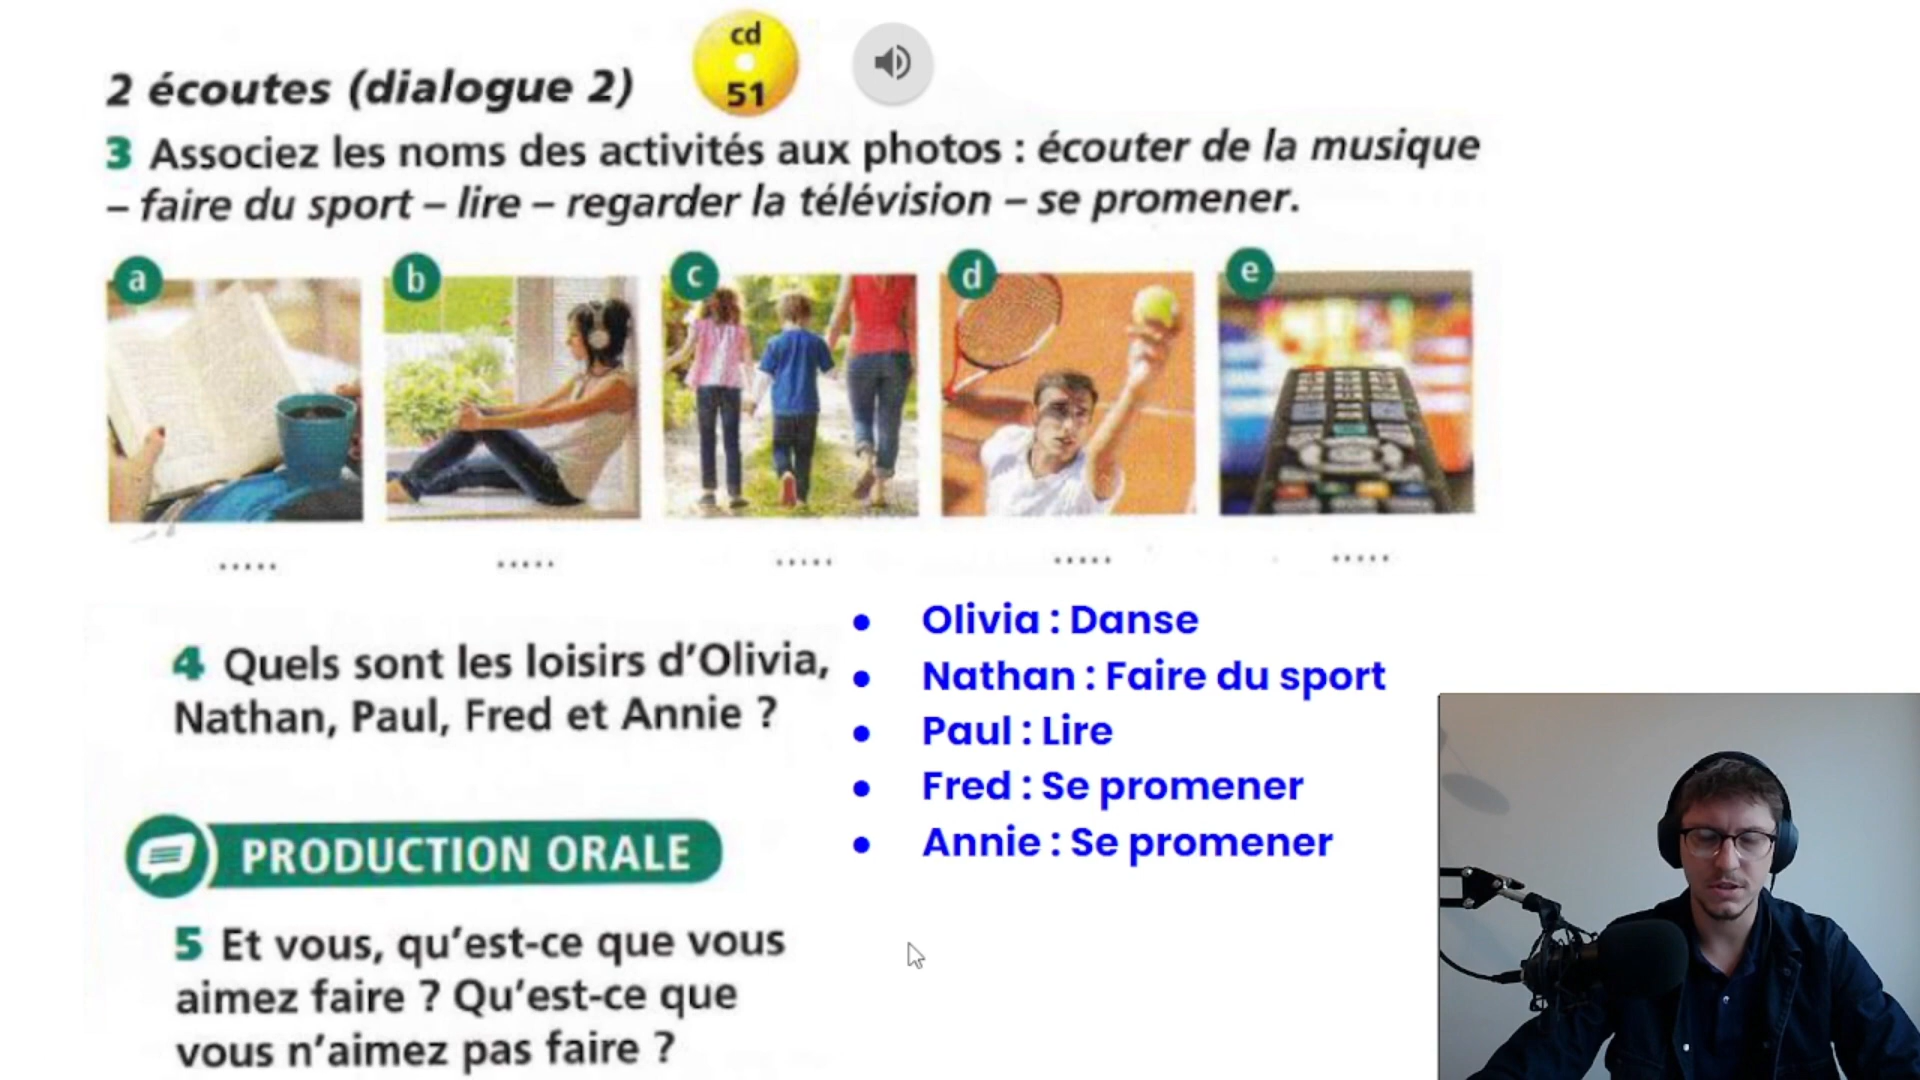 cd
51
2 écoutes (dialogue 2)
3 Associez les noms des activités aux photos : écouter de la musique
– faire du sport – lire – regarder la télévision – se promener.
a
b
c
d
e
.....
.....
.....
.....
.....
4 Quels sont les loisirs d’Olivia,
Nathan, Paul, Fred et Annie ?
• Olivia : Danse
• Nathan : Faire du sport
• Paul : Lire
• Fred : Se promener
• Annie : Se promener
PRODUCTION ORALE
5 Et vous, qu’est-ce que vous
aimez faire ? Qu’est-ce que
vous n’aimez pas faire ?